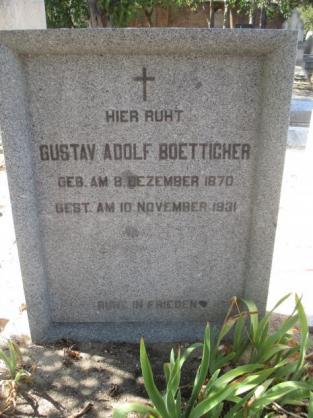 HIER RUHT
GUSTAV ADOLF BOETTICHER
GEB. AM 8. DEZEMBER 1870
GEST. AM 10 NOVEMBER 1931
RUHE IN FRIEDEN